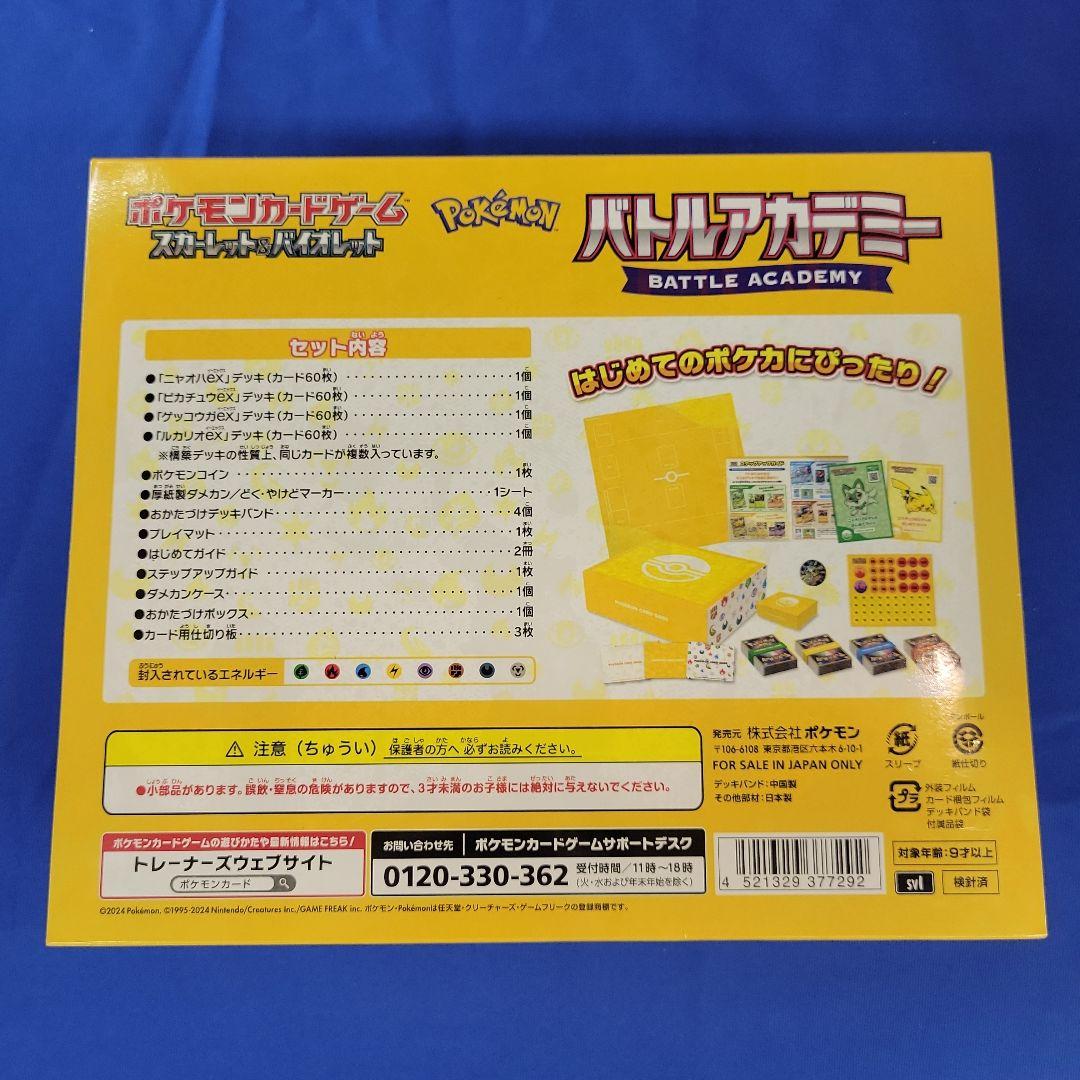 ポケモンカードゲーム
スカーレット&バイオレット
POKÉMON
バトルアカデミー
BATTLE ACADEMY
セット内容
●「ニャオハex」デッキ（カード60枚）・・・1個
●「ピカチュウex」デッキ（カード60枚）・・・1個
●「ゲッコウガex」デッキ（カード60枚）・・・1個
●「ルカリオex」デッキ（カード60枚）・・・1個
※構築デッキの性質上、同じカードが複数入っています。
●ポケモンコイン・・・1枚
●厚紙製ダメカン/どく・やけどマーカー・・・1シート
●おかたづけデッキバンド・・・4個
●プレイマット・・・1枚
●はじめてガイド・・・2冊
●ステップアップガイド・・・1枚
●ダメカンケース・・・1個
●おかたづけボックス・・・1個
●カード用仕切り板・・・3枚
封入されているエネルギー
はじめてのポケカにぴったり！
ステップアップガイド
POKÉMON CARD GAME
注意（ちゅうい） 保護者の方へ 必ずお読みください。
●小部品があります。誤飲・窒息の危険がありますので、3才未満のお子様には絶対に与えないでください。
発売元 株式会社ポケモン
〒106-6108 東京都港区六本木6-10-1
FOR SALE IN JAPAN ONLY
デッキバンド：中国製
その他部材：日本製
紙
スリーブ
紙仕切り
プラ
外装フィルム
カード梱包フィルム
デッキバンド袋
付属品袋
ポケモンカードゲームの遊びかたや最新情報はこちら！
トレーナーズウェブサイト
ポケモンカード
お問い合わせ先 ポケモンカードゲームサポートデスク
0120-330-362 受付時間/11時～18時
（火・水および年末年始を除く）
4 521329 377292
対象年齢：9才以上
svI 検針済
©2024 Pokémon. ©1995-2024 Nintendo/Creatures Inc./GAME FREAK inc. ポケモン・Pokémonは任天堂・クリーチャーズ・ゲームフリークの登録商標です。